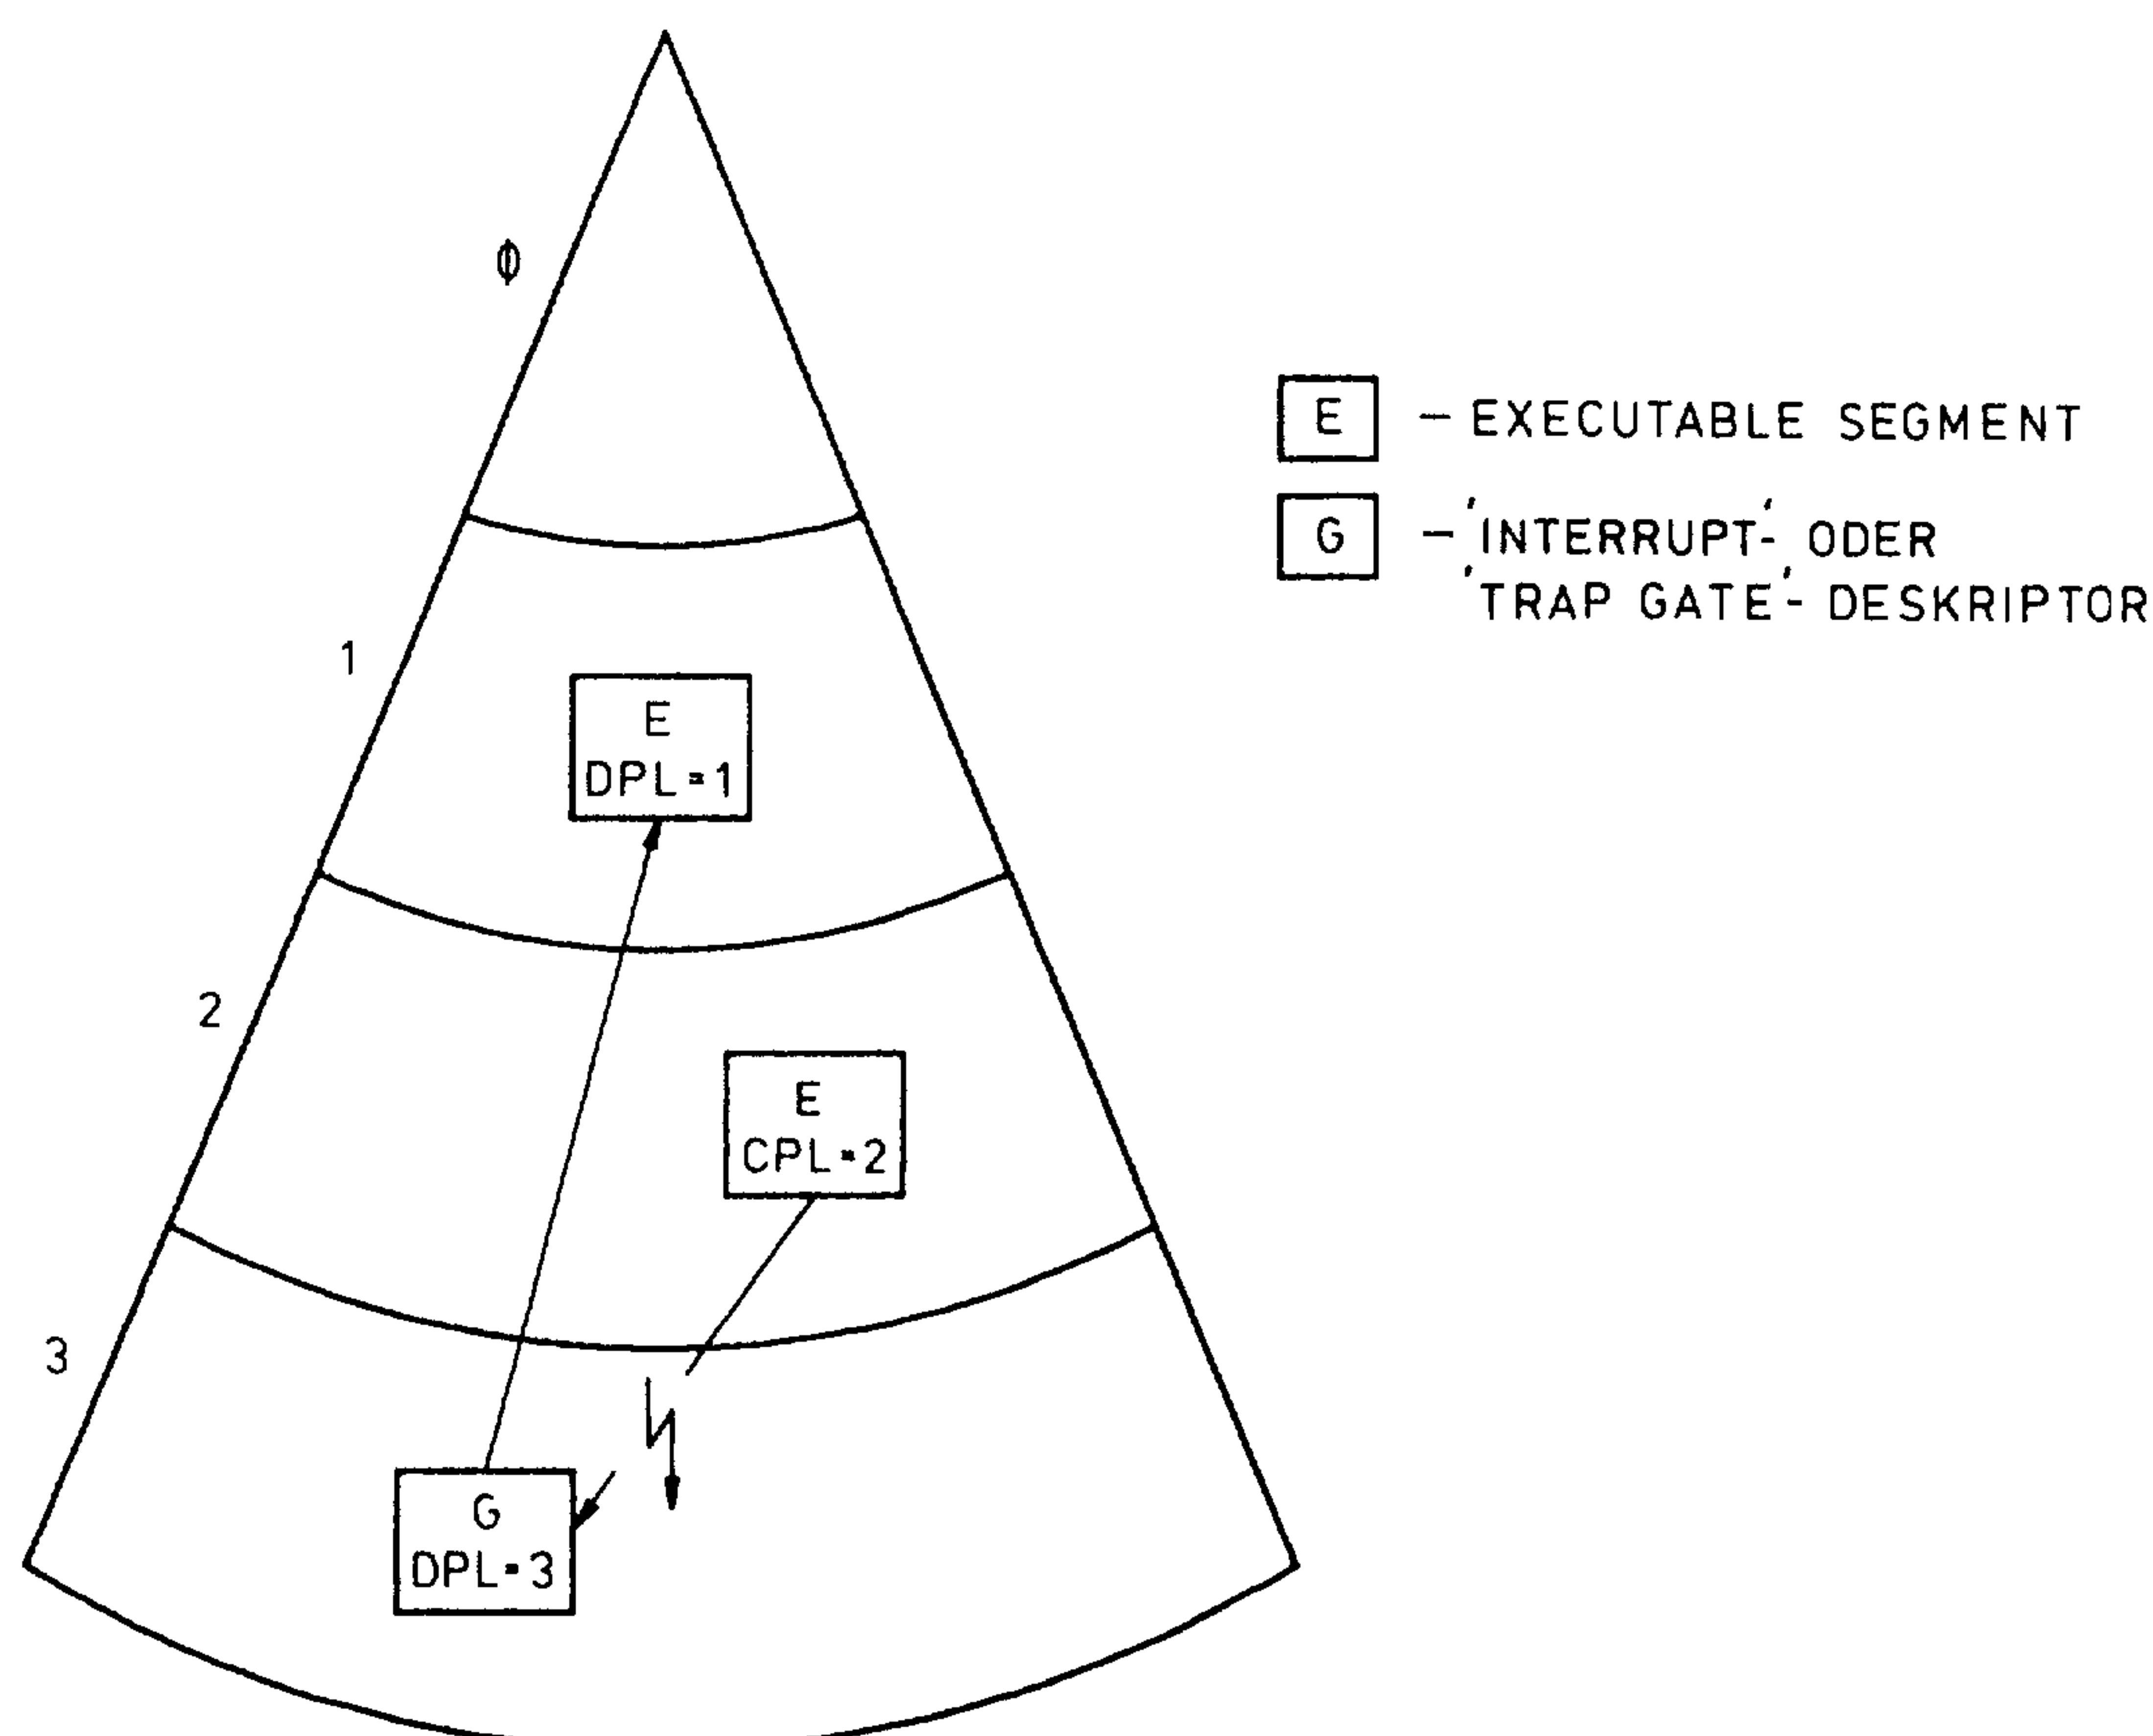 φ
E – EXECUTABLE SEGMENT
G – 'INTERRUPT'- ODER
'TRAP GATE'- DESKRIPTOR
1
E
DPL=1
2
E
CPL=2
3
G
DPL=3